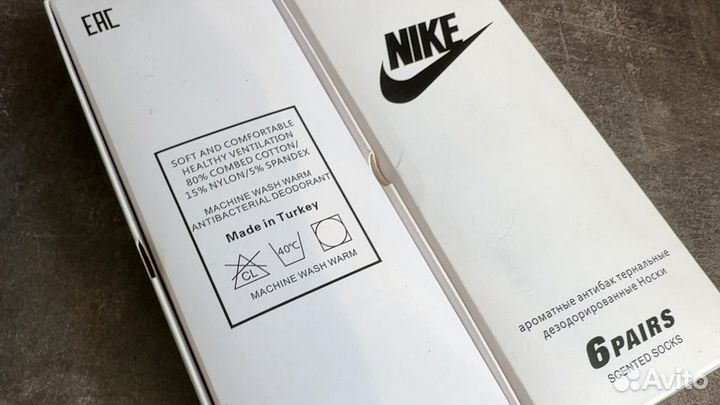 EAC
SOFT AND COMFORTABLE
HEALTHY VENTILATION
80% COMBED COTTON/
15% NYLON/5% SPANDEX
MACHINE WASH WARM
ANTIBACTERIAL DEODORANT
Made in Turkey
CL
40°C
MACHINE WASH WARM
NIKE
ароматные антибак тернальные
дезодорированные Носки
6 PAIRS
SCENTED SOCKS
Avito